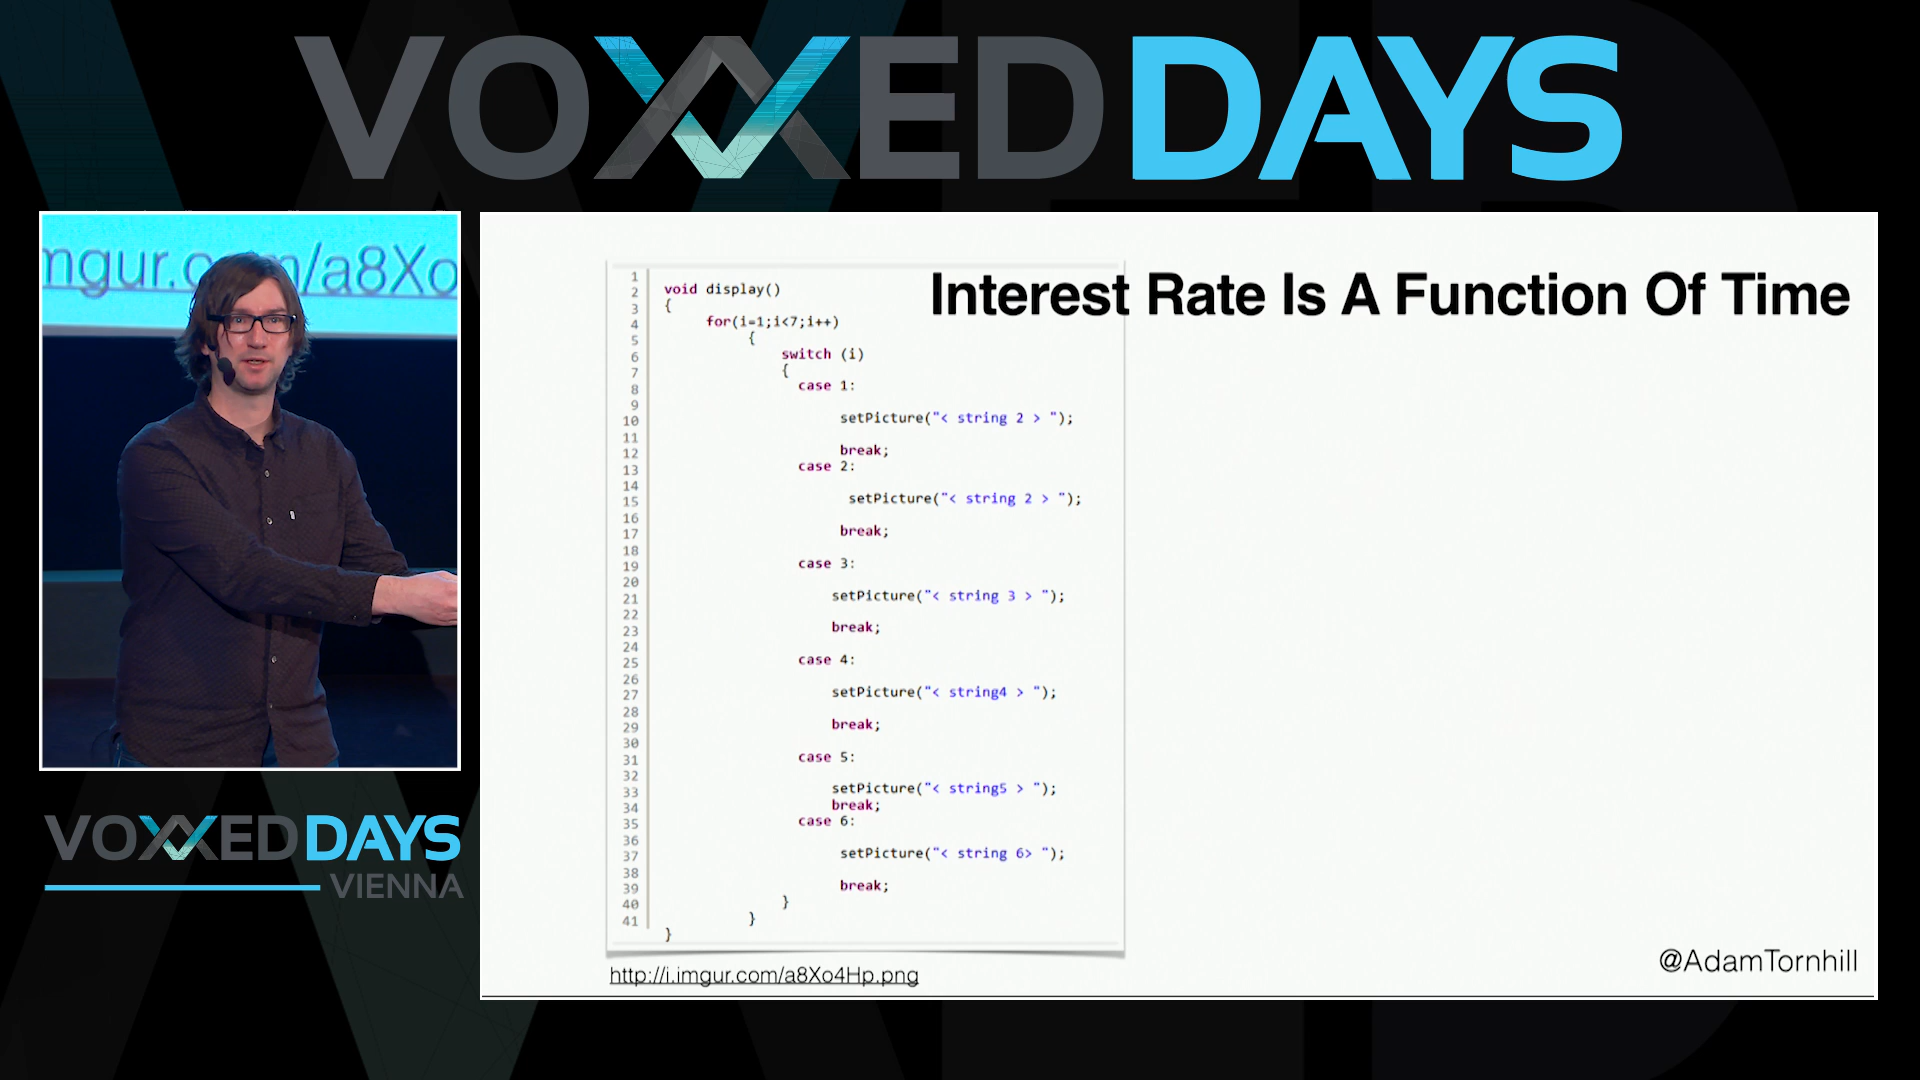 VOXXED DAYS
mgur.com/a8Xo
VOXXED DAYS
VIENNA
Interest Rate Is A Function Of Time
1
2 void display()
3 {
4 for(i=1;i<7;i++)
5 {
6 switch (i)
7 {
8 case 1:
9
10 setPicture("< string 2 > ");
11
12 break;
13 case 2:
14
15 setPicture("< string 2 > ");
16
17 break;
18
19 case 3:
20
21 setPicture("< string 3 > ");
22
23 break;
24
25 case 4:
26
27 setPicture("< string4 > ");
28
29 break;
30
31 case 5:
32
33 setPicture("< string5 > ");
34 break;
35 case 6:
36
37 setPicture("< string 6> ");
38
39 break;
40 }
41 }
}
http://i.imgur.com/a8Xo4Hp.png
@AdamTornhill